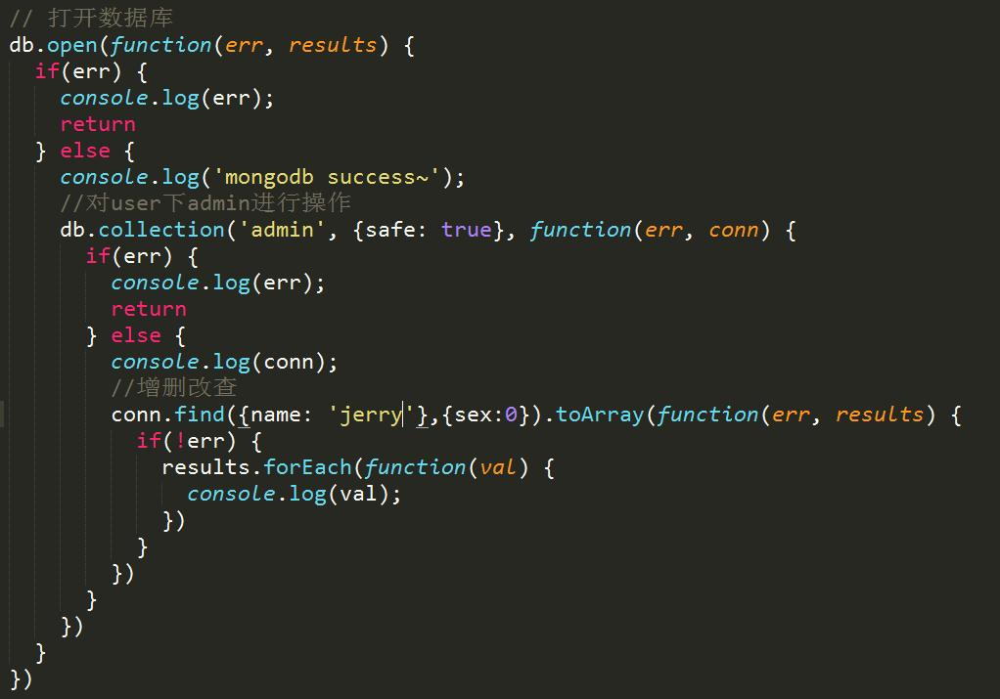 // 打开数据库
db.open(function(err, results) {
  if(err) {
    console.log(err);
    return
  } else {
    console.log('mongodb success~');
    //对user下admin进行操作
    db.collection('admin', {safe: true}, function(err, conn) {
      if(err) {
        console.log(err);
        return
      } else {
        console.log(conn);
        //增删改查
        conn.find({name: 'jerry'},{sex:0}).toArray(function(err, results) {
          if(!err) {
            results.forEach(function(val) {
              console.log(val);
            })
          }
        })
      }
    })
  }
})